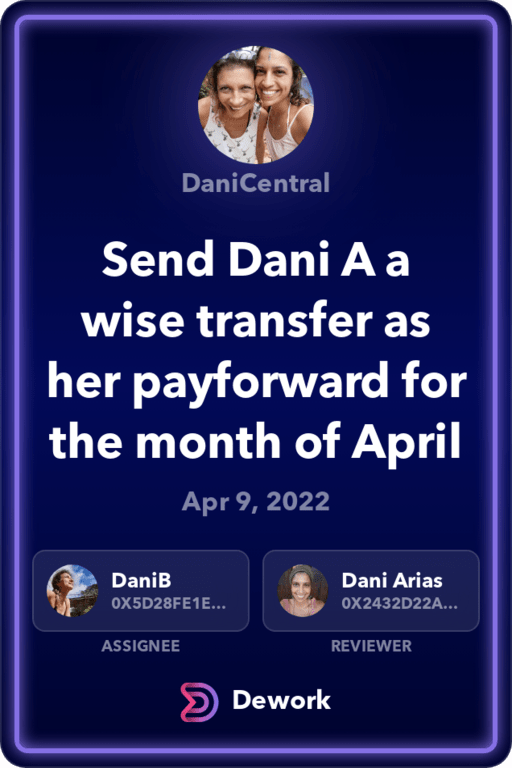 DaniCentral
Send Dani A a
wise transfer as
her payforward for
the month of April
Apr 9, 2022
DaniB
0X5D28FE1E...
Dani Arias
0X2432D22A...
ASSIGNEE
REVIEWER
Dework